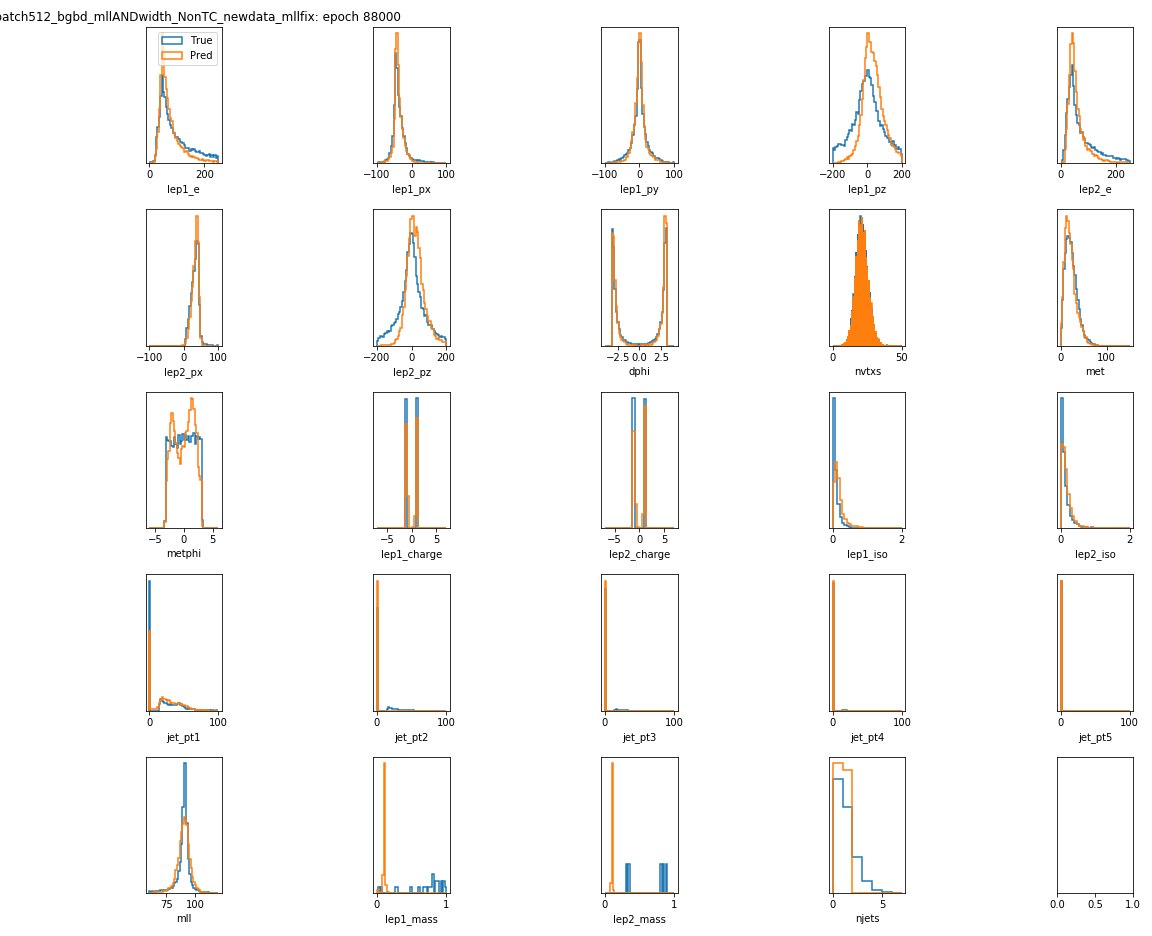 batch512_bgbd_mllANDwidth_NonTC_newdata_mllfix: epoch 88000
True
Pred
0 200
lep1_e
−100 0 100
lep1_px
−100 0 100
lep1_py
−200 0 200
lep1_pz
0 200
lep2_e
−100 0 100
lep2_px
−200 0 200
lep2_pz
−2.5 0.0 2.5
dphi
0 50
nvtxs
0 100
met
−5 0 5
metphi
−5 0 5
lep1_charge
−5 0 5
lep2_charge
0 2
lep1_iso
0 2
lep2_iso
0 100
jet_pt1
0 100
jet_pt2
0 100
jet_pt3
0 100
jet_pt4
0 100
jet_pt5
75 100
mll
0 1
lep1_mass
0 1
lep2_mass
0 5
njets
0.0 0.5 1.0